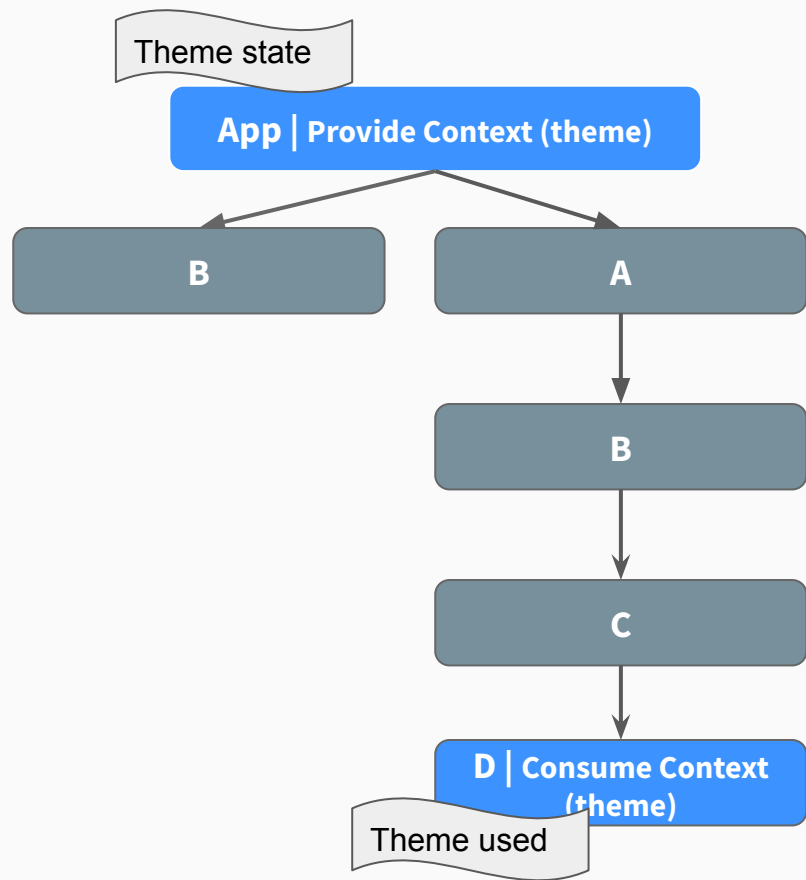 Theme state
App | Provide Context (theme)
B
A
B
C
D | Consume Context
(theme)
Theme used